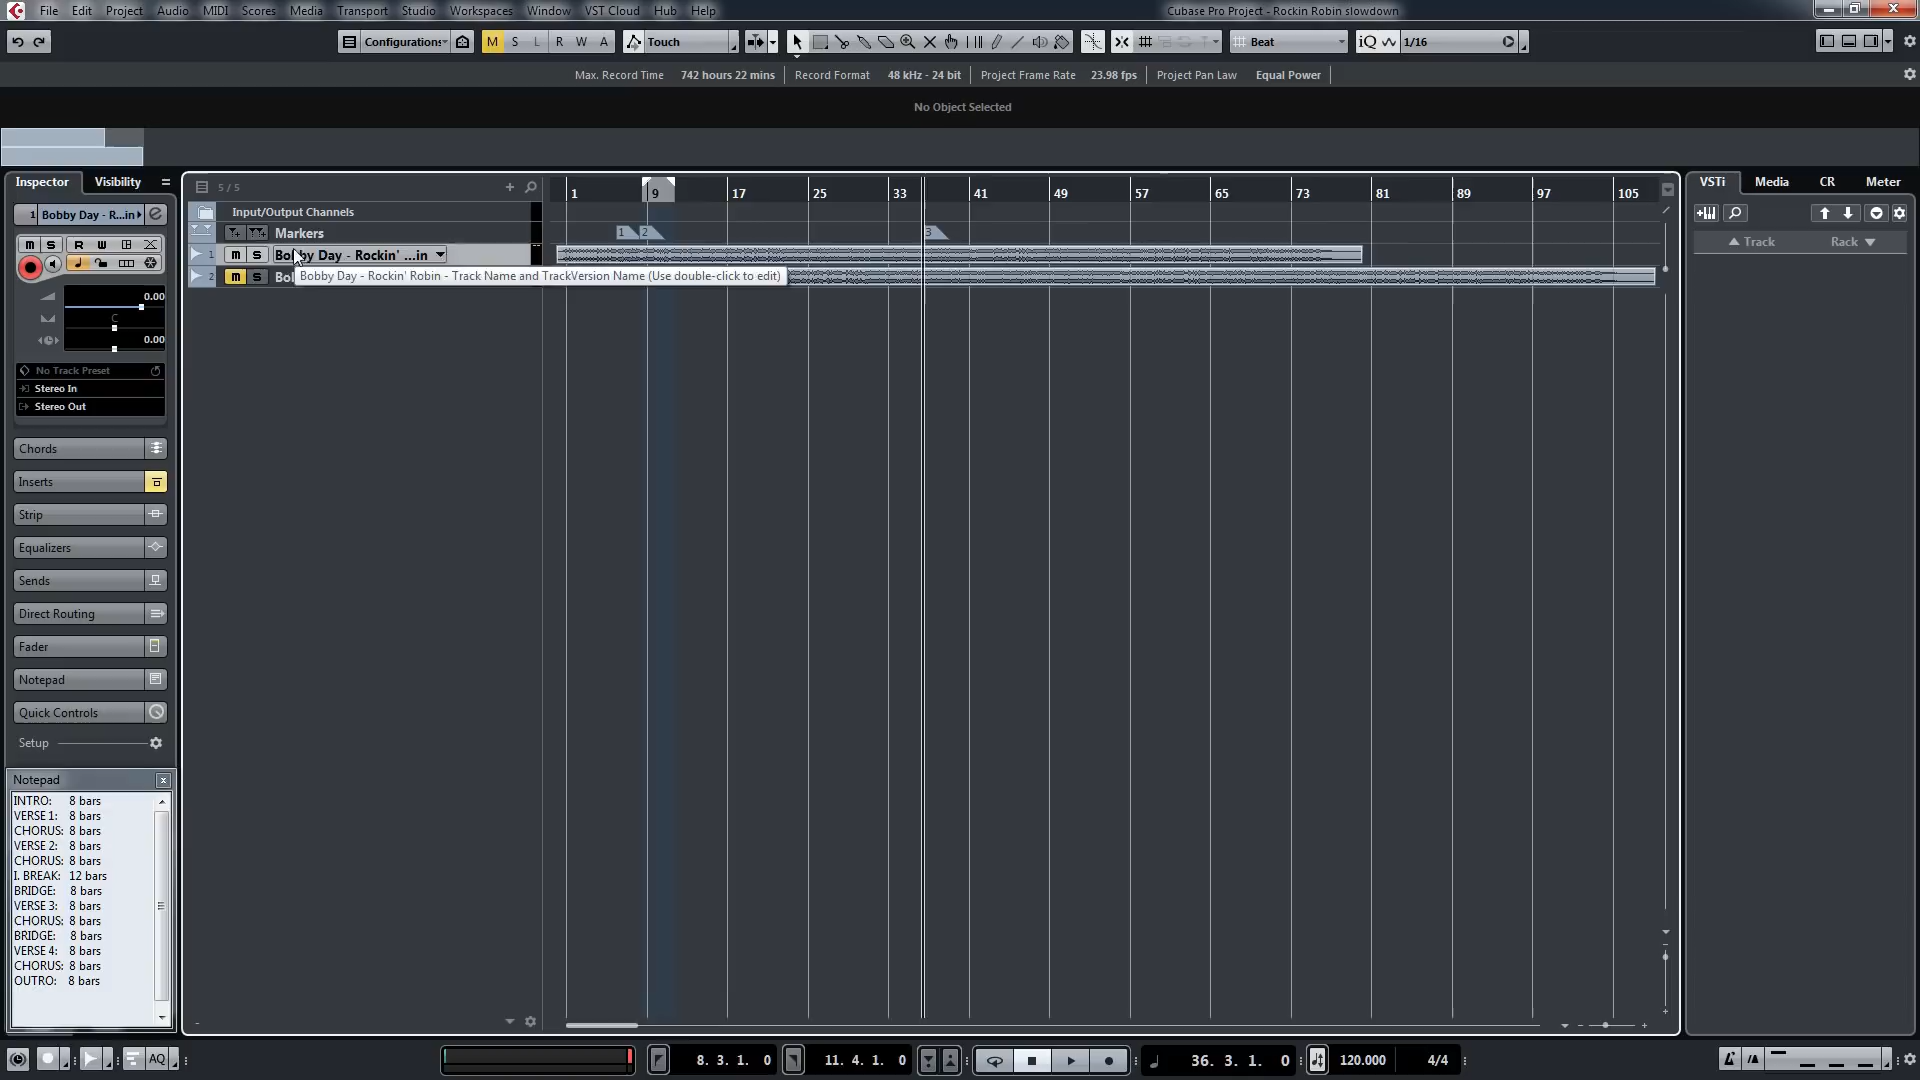 File Edit Project Audio MIDI Scores Media Transport Studio Workspaces Window VST Cloud Hub Help Cubase Pro Project - Rockin Robin slowdown
Configurations M S L R W A Touch Beat iQ 1/16
Max. Record Time 742 hours 22 mins Record Format 48 kHz - 24 bit Project Frame Rate 23.98 fps Project Pan Law Equal Power
No Object Selected
Inspector Visibility
5 / 5
1 9 17 25 33 41 49 57 65 73 81 89 97 105
VSTi Media CR Meter
1 Bobby Day - R...in
Input/Output Channels
Markers
1 2 3
Track Rack
m S R W
1 m S Bobby Day - Rockin' ...in
2 m S Bo
Bobby Day - Rockin' Robin - Track Name and TrackVersion Name (Use double-click to edit)
0.00
C
0.00
No Track Preset
Stereo In
Stereo Out
Chords
Inserts
Strip
Equalizers
Sends
Direct Routing
Fader
Notepad
Quick Controls
Setup
Notepad
INTRO: 8 bars
VERSE 1: 8 bars
CHORUS: 8 bars
VERSE 2: 8 bars
CHORUS: 8 bars
I. BREAK: 12 bars
BRIDGE: 8 bars
VERSE 3: 8 bars
CHORUS: 8 bars
BRIDGE: 8 bars
VERSE 4: 8 bars
CHORUS: 8 bars
OUTRO: 8 bars
AQ 8. 3. 1. 0 11. 4. 1. 0 36. 3. 1. 0 120.000 4/4